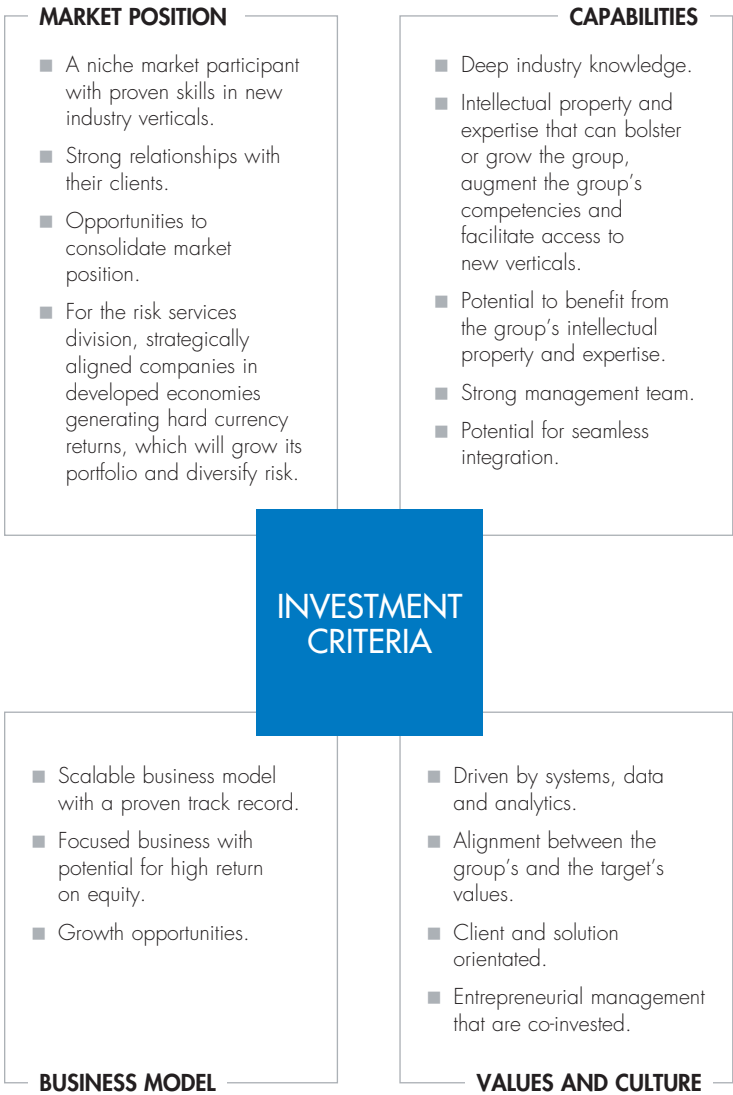 MARKET POSITION
■ A niche market participant
with proven skills in new
industry verticals.
■ Strong relationships with
their clients.
■ Opportunities to
consolidate market
position.
■ For the risk services
division, strategically
aligned companies in
developed economies
generating hard currency
returns, which will grow its
portfolio and diversify risk.
CAPABILITIES
■ Deep industry knowledge.
■ Intellectual property and
expertise that can bolster
or grow the group,
augment the group's
competencies and
facilitate access to
new verticals.
■ Potential to benefit from
the group's intellectual
property and expertise.
■ Strong management team.
■ Potential for seamless
integration.
INVESTMENT
CRITERIA
■ Scalable business model
with a proven track record.
■ Focused business with
potential for high return
on equity.
■ Growth opportunities.
BUSINESS MODEL
■ Driven by systems, data
and analytics.
■ Alignment between the
group's and the target's
values.
■ Client and solution
orientated.
■ Entrepreneurial management
that are co-invested.
VALUES AND CULTURE